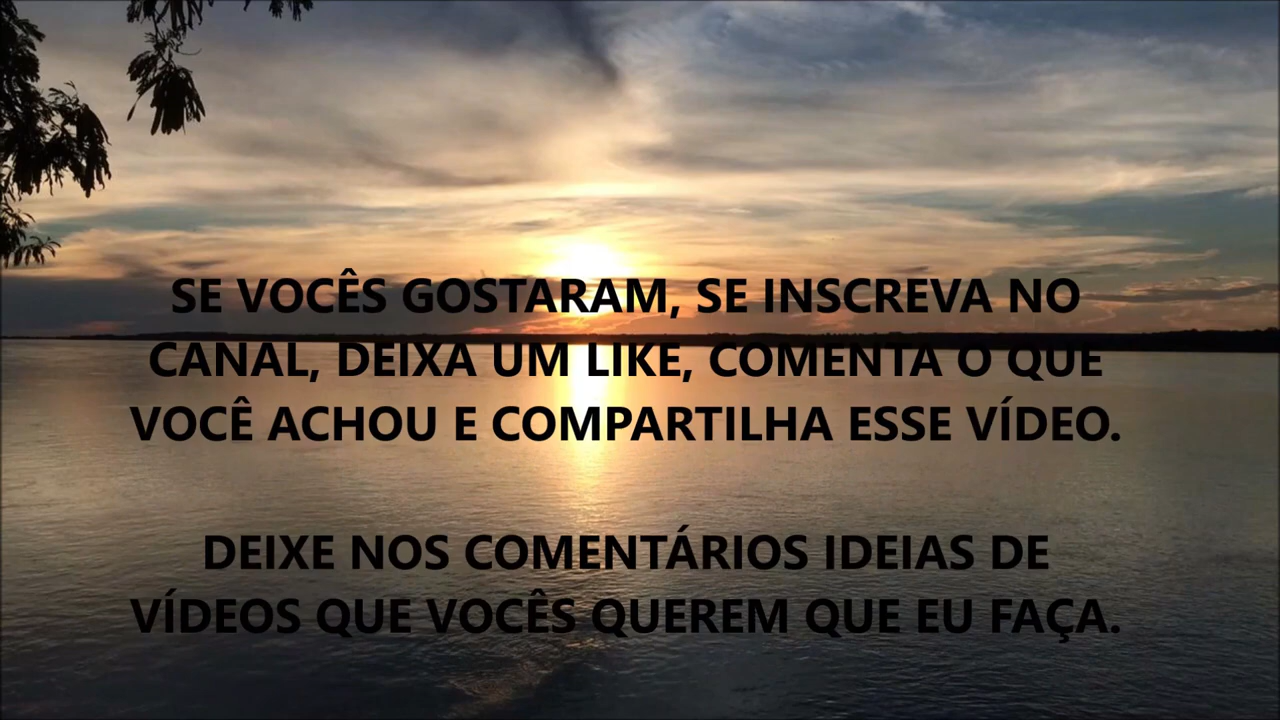 SE VOCÊS GOSTARAM, SE INSCREVA NO
CANAL, DEIXA UM LIKE, COMENTA O QUE
VOCÊ ACHOU E COMPARTILHA ESSE VÍDEO.
DEIXE NOS COMENTÁRIOS IDEIAS DE
VÍDEOS QUE VOCÊS QUEREM QUE EU FAÇA.